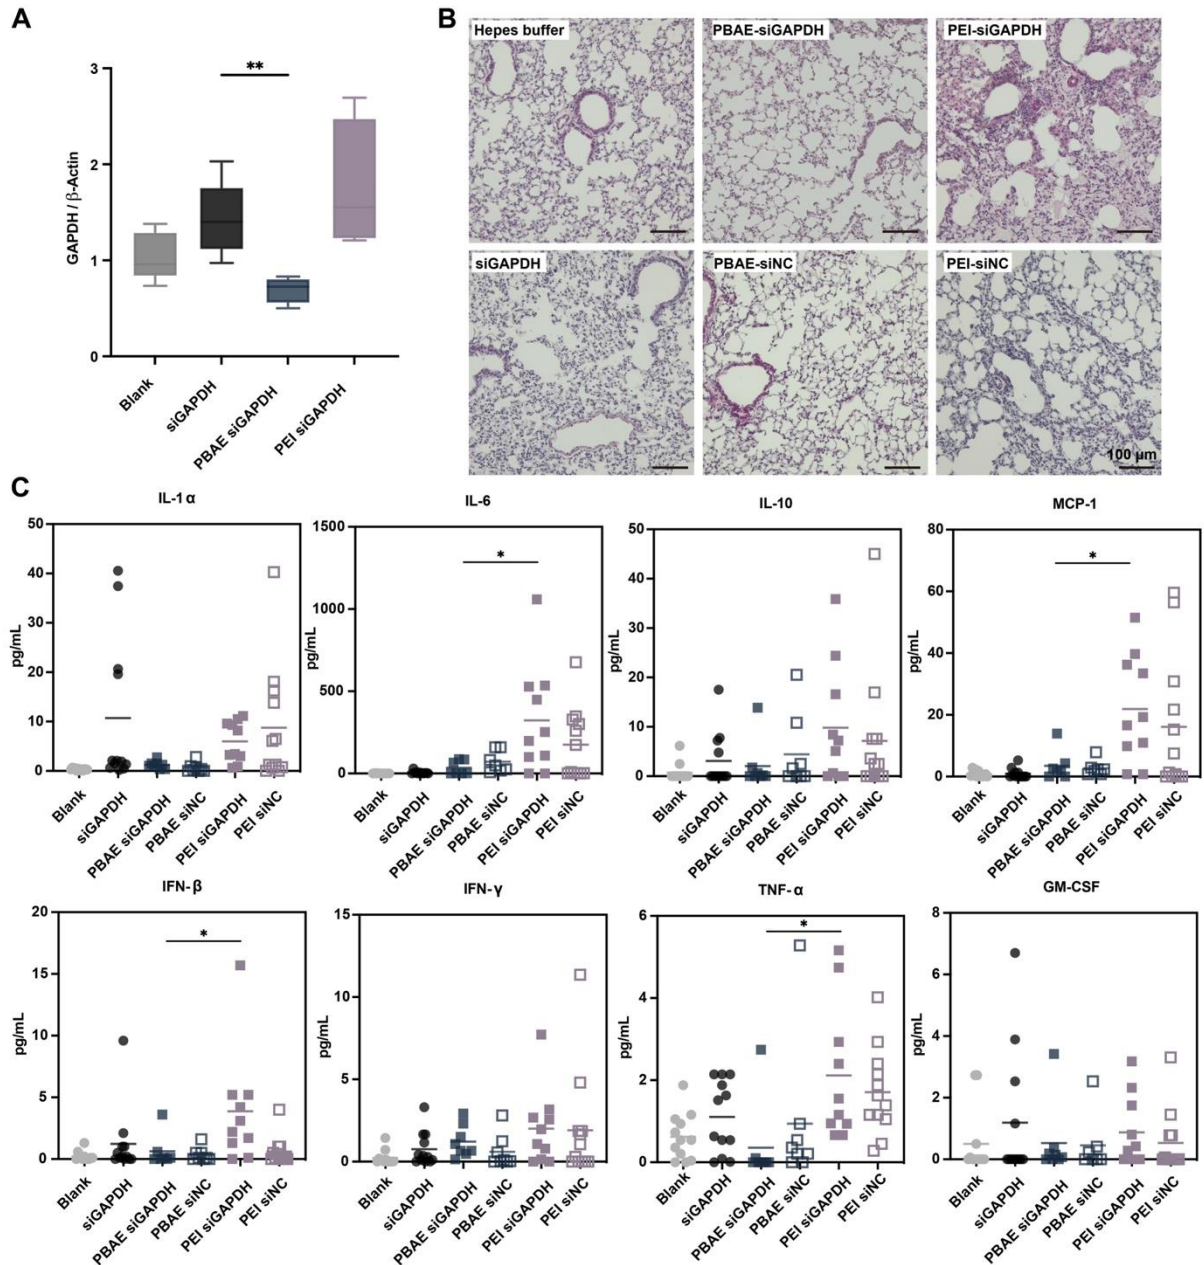 A
GAPDH / β-Actin
3
2
1
0
**
Blank
siGAPDH
PBAE siGAPDH
PEI siGAPDH
B
Hepes buffer
PBAE-siGAPDH
PEI-siGAPDH
siGAPDH
PBAE-siNC
PEI-siNC
100 μm
C
IL-1α
pg/mL
50
40
30
20
10
0
Blank
siGAPDH
PBAE siGAPDH
PBAE siNC
PEI siGAPDH
PEI siNC
IL-6
pg/mL
1500
1000
500
0
*
Blank
siGAPDH
PBAE siGAPDH
PBAE siNC
PEI siGAPDH
PEI siNC
IL-10
pg/mL
50
40
30
20
10
0
Blank
siGAPDH
PBAE siGAPDH
PBAE siNC
PEI siGAPDH
PEI siNC
MCP-1
pg/mL
80
60
40
20
0
*
Blank
siGAPDH
PBAE siGAPDH
PBAE siNC
PEI siGAPDH
PEI siNC
IFN-β
pg/mL
20
15
10
5
0
*
Blank
siGAPDH
PBAE siGAPDH
PBAE siNC
PEI siGAPDH
PEI siNC
IFN-γ
pg/mL
15
10
5
0
Blank
siGAPDH
PBAE siGAPDH
PBAE siNC
PEI siGAPDH
PEI siNC
TNF-α
pg/mL
6
4
2
0
*
Blank
siGAPDH
PBAE siGAPDH
PBAE siNC
PEI siGAPDH
PEI siNC
GM-CSF
pg/mL
8
6
4
2
0
Blank
siGAPDH
PBAE siGAPDH
PBAE siNC
PEI siGAPDH
PEI siNC